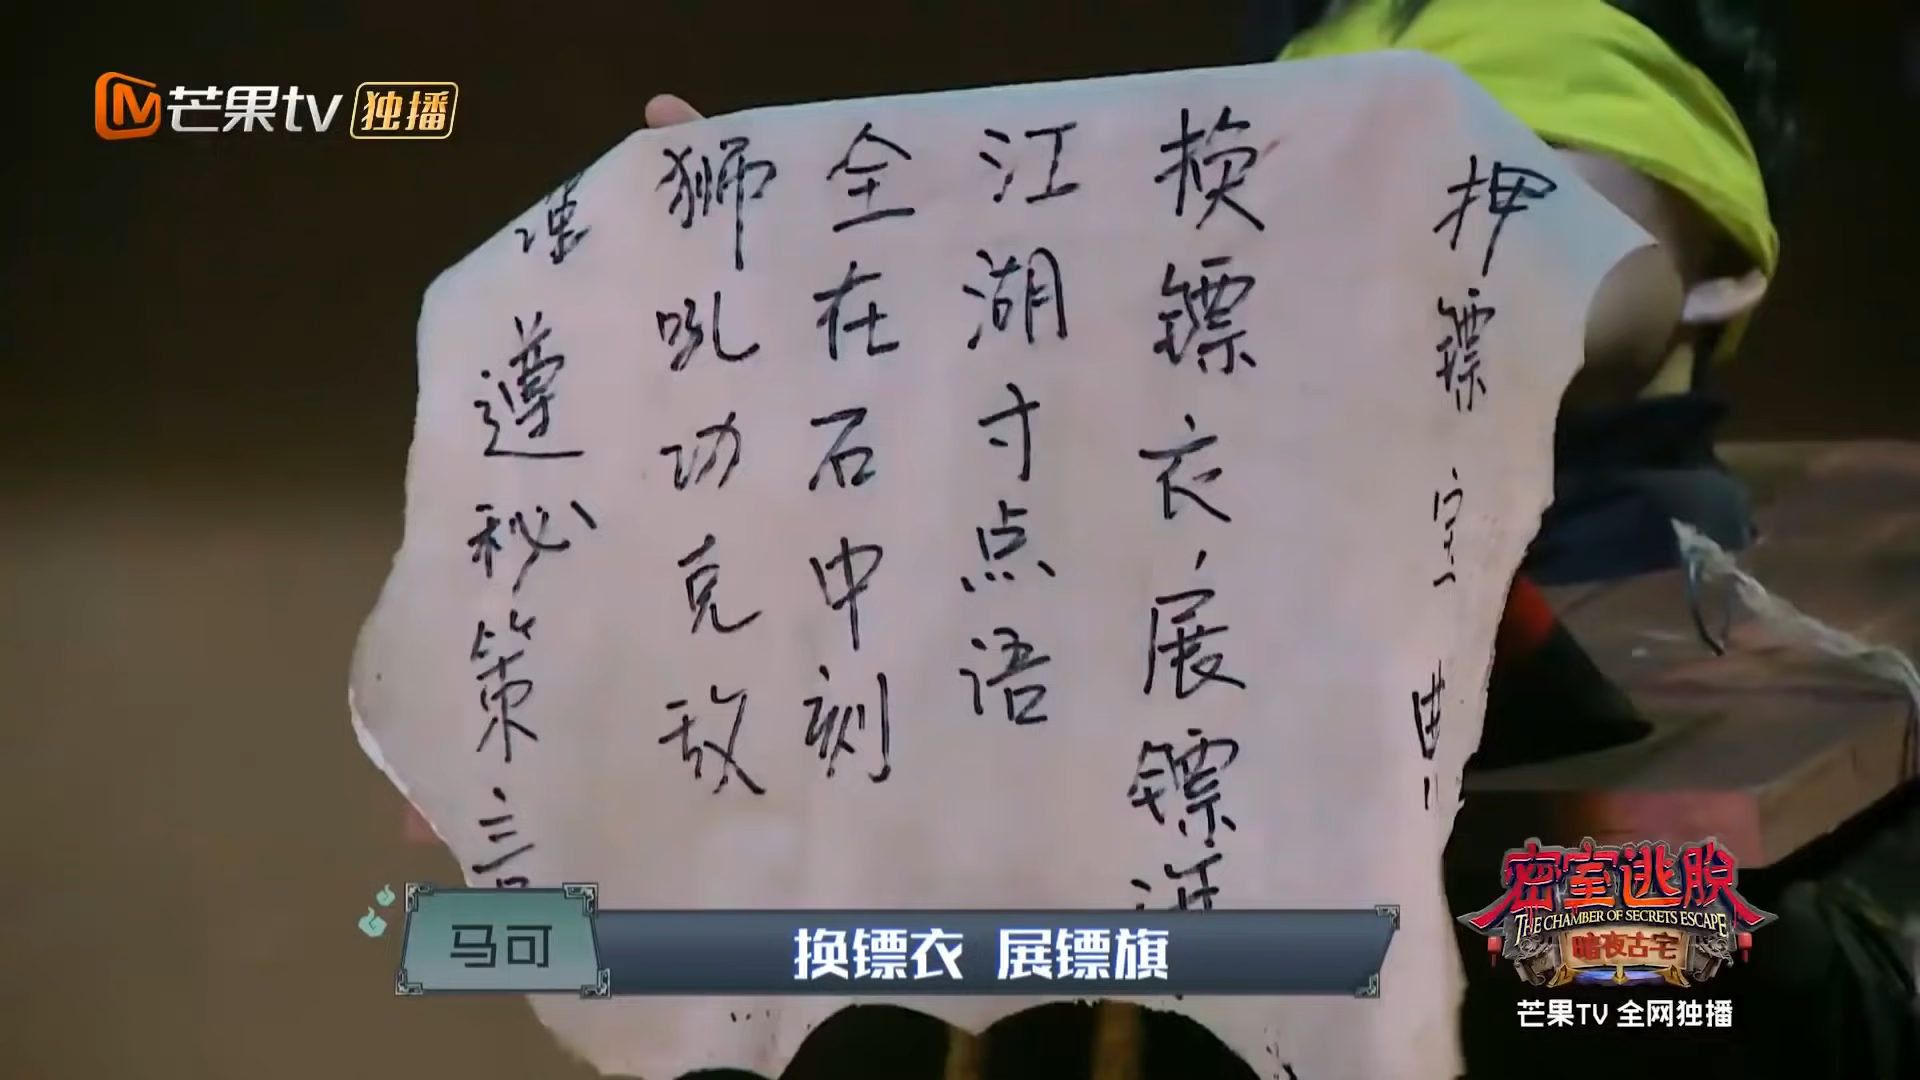 芒果tv 独播
押镖
换镖衣、展镖旗
江湖寸点语
全在石中刻
狮吼功克敌
谨遵秘策言
马可
换镖衣 展镖旗
密室逃脱
THE CHAMBER OF SECRETS ESCAPE
暗夜古宅
芒果TV 全网独播